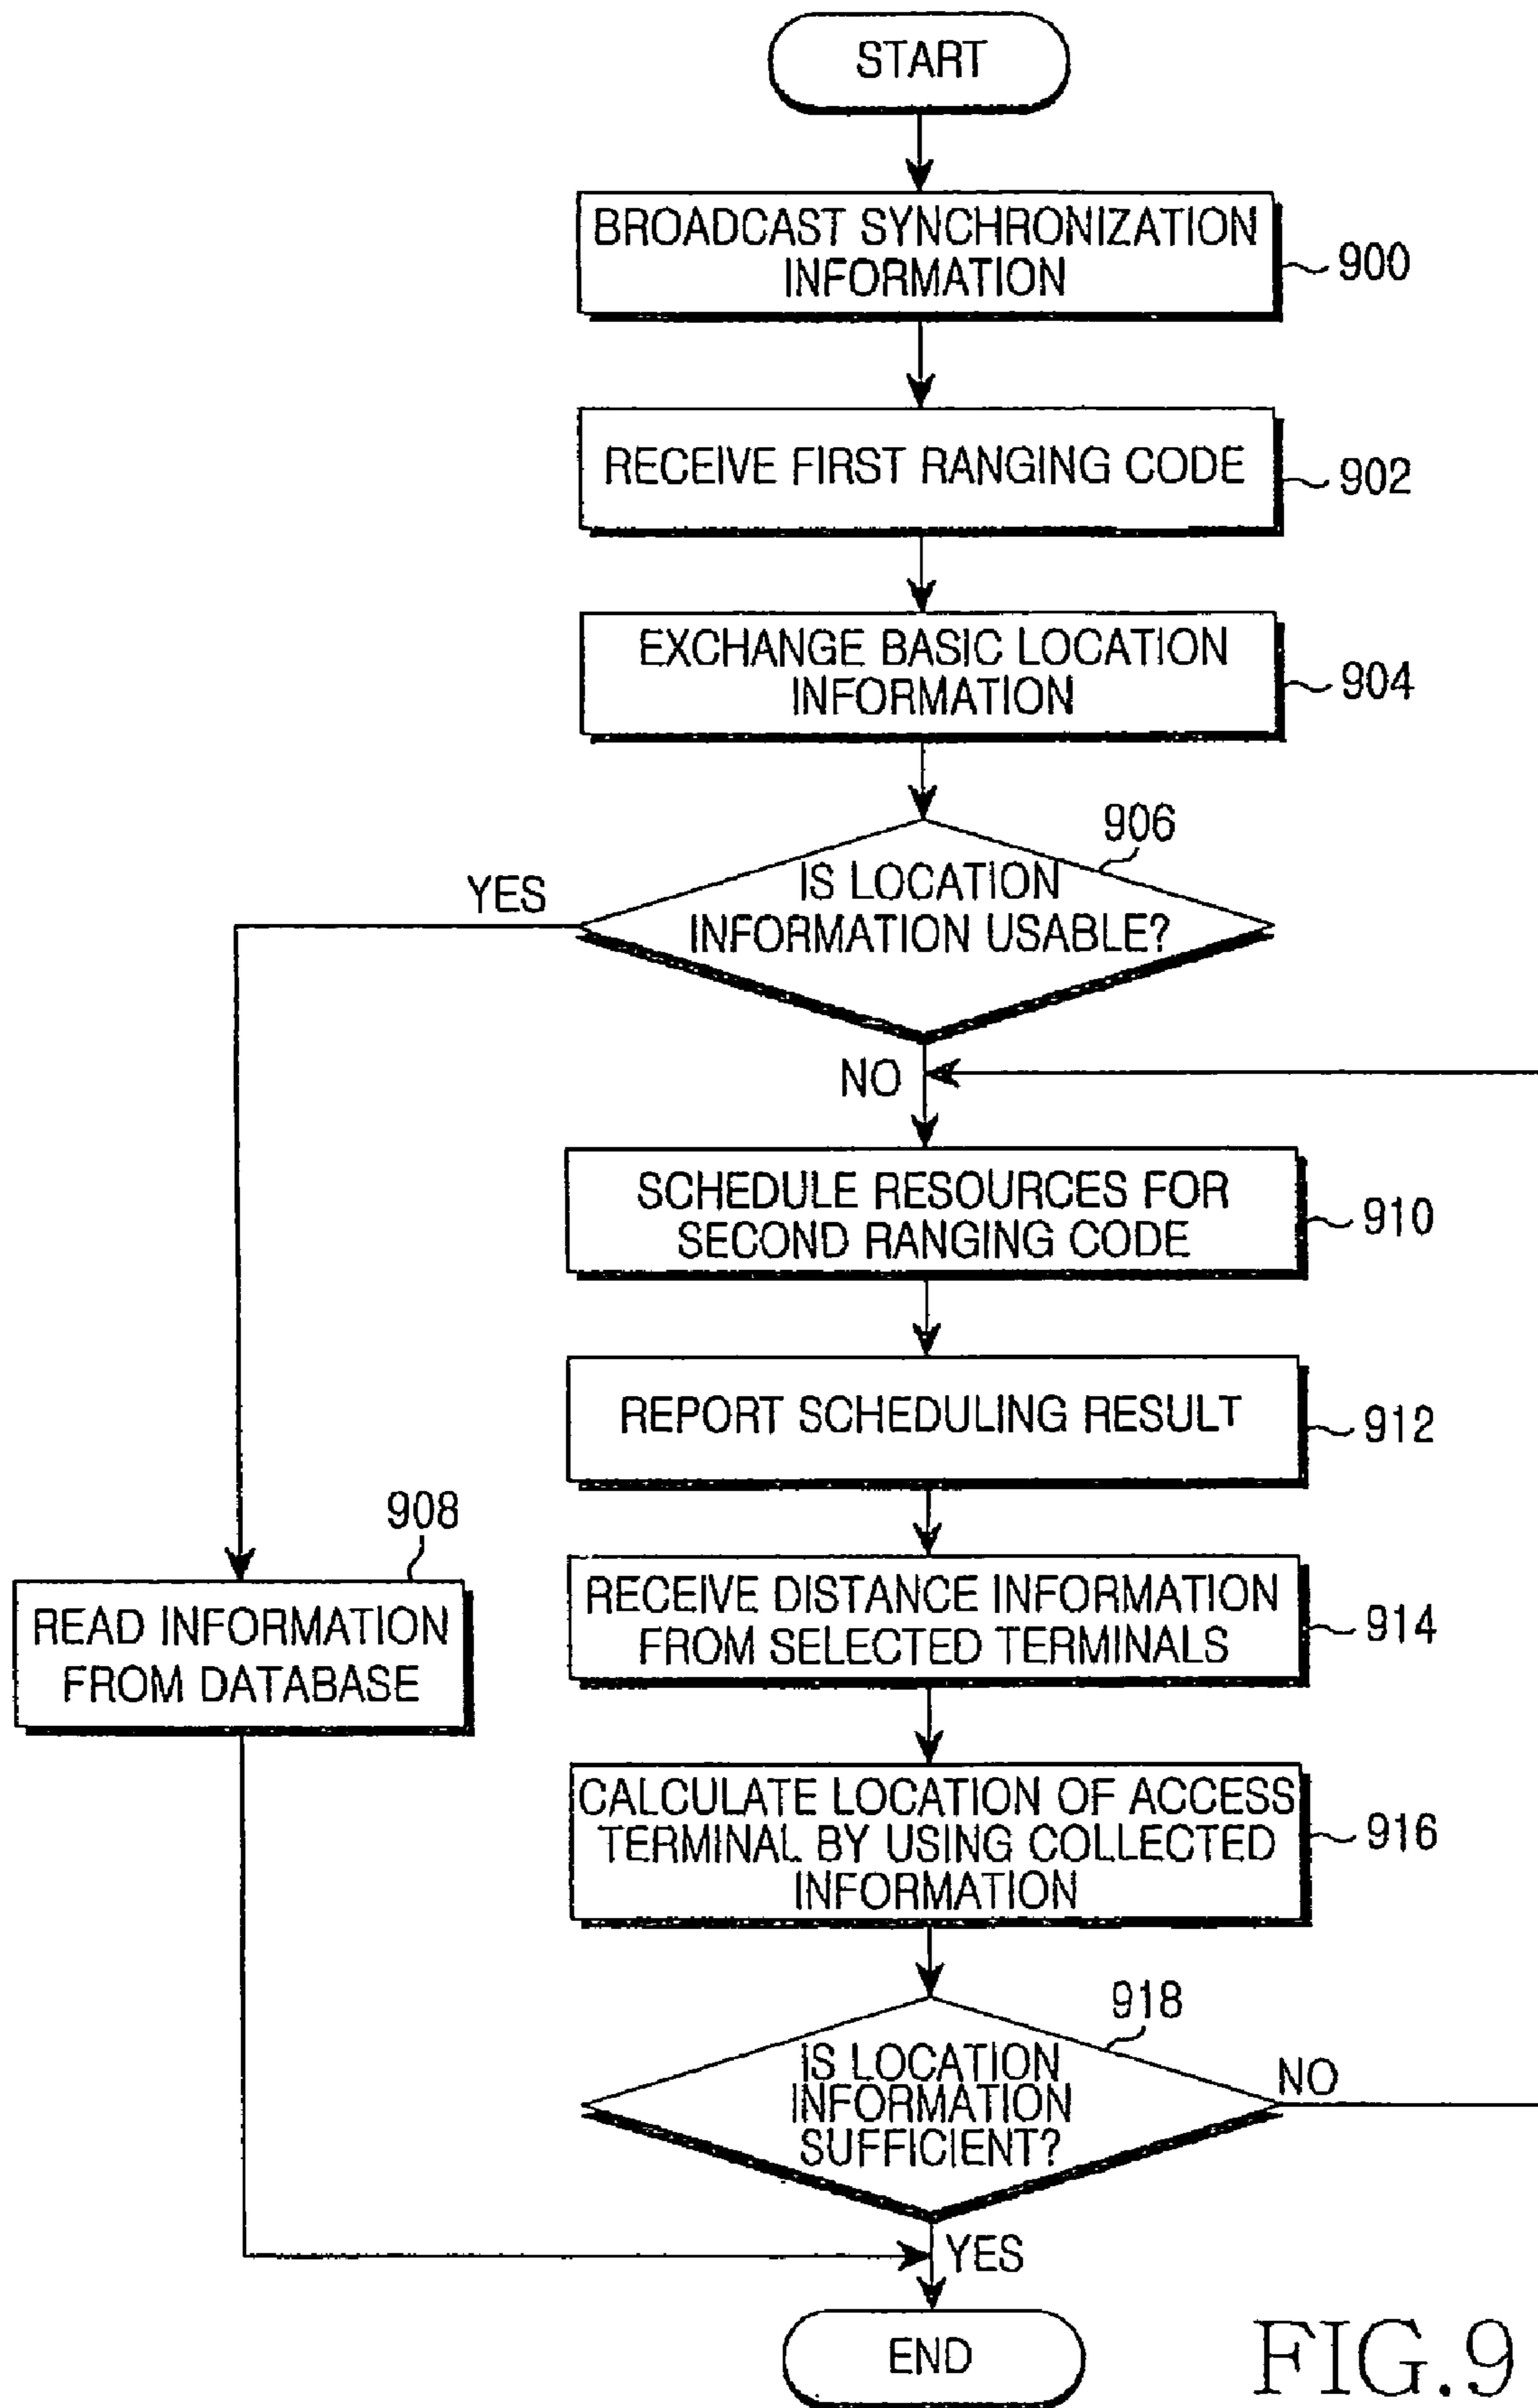 START
BROADCAST SYNCHRONIZATION
INFORMATION
900
RECEIVE FIRST RANGING CODE
902
EXCHANGE BASIC LOCATION
INFORMATION
904
906
YES
IS LOCATION
INFORMATION USABLE?
NO
SCHEDULE RESOURCES FOR
SECOND RANGING CODE
910
REPORT SCHEDULING RESULT
912
908
READ INFORMATION
FROM DATABASE
RECEIVE DISTANCE INFORMATION
FROM SELECTED TERMINALS
914
CALCULATE LOCATION OF ACCESS
TERMINAL BY USING COLLECTED
INFORMATION
916
918
IS LOCATION
INFORMATION
SUFFICIENT?
NO
YES
END
FIG.9